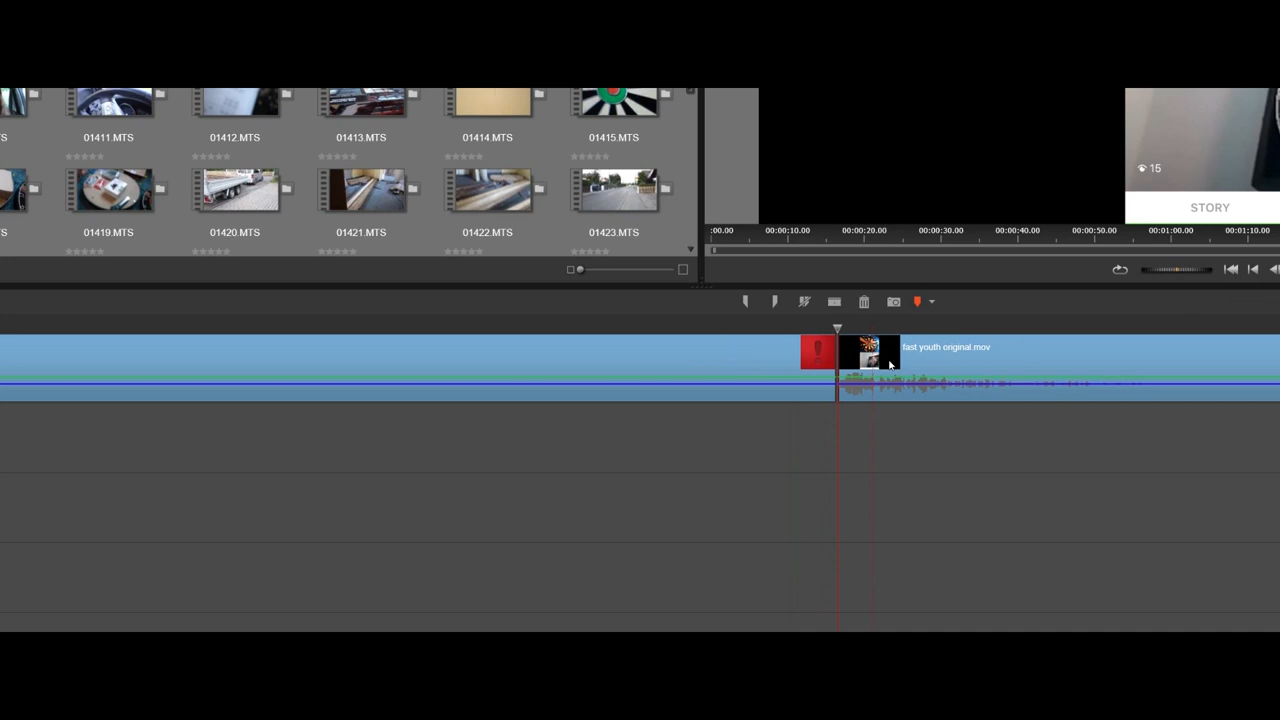 S
01411.MTS
01412.MTS
01413.MTS
01414.MTS
01415.MTS
S
01419.MTS
01420.MTS
01421.MTS
01422.MTS
01423.MTS
15
STORY
:00.00
00:00:10.00
00:00:20.00
00:00:30.00
00:00:40.00
00:00:50.00
00:01:00.00
00:01:10.00
fast youth original.mov